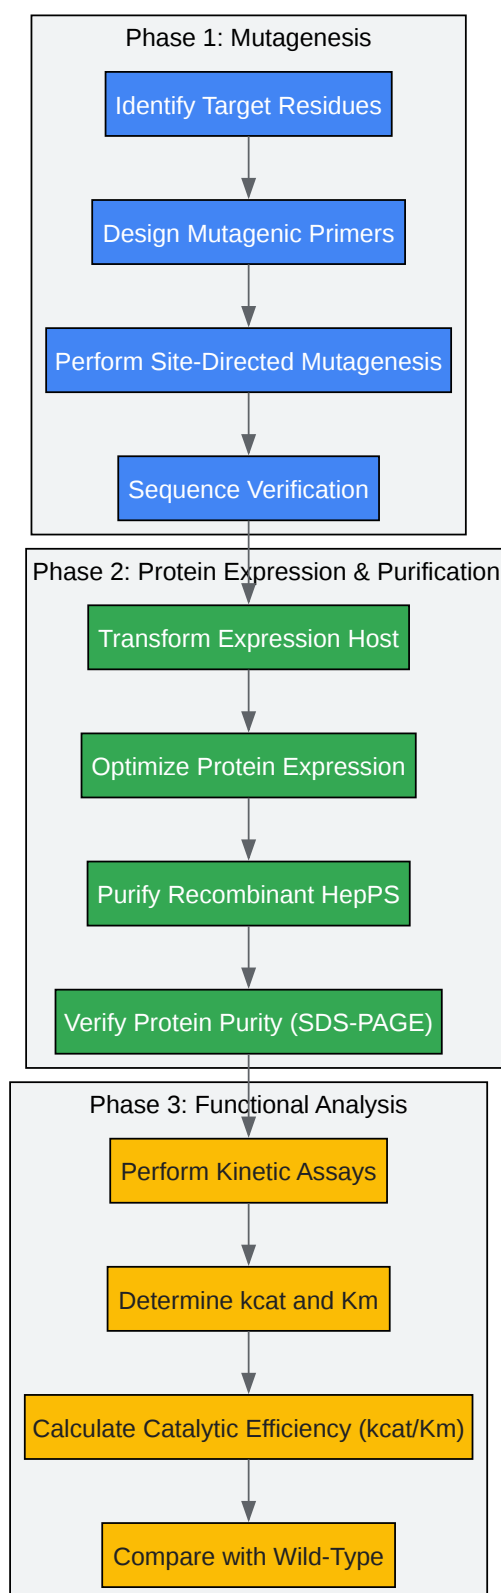 Phase 1: Mutagenesis
Identify Target Residues
Design Mutagenic Primers
Perform Site-Directed Mutagenesis
Sequence Verification
Phase 2: Protein Expression & Purification
Transform Expression Host
Optimize Protein Expression
Purify Recombinant HepPS
Verify Protein Purity (SDS-PAGE)
Phase 3: Functional Analysis
Perform Kinetic Assays
Determine kcat and Km
Calculate Catalytic Efficiency (kcat/Km)
Compare with Wild-Type